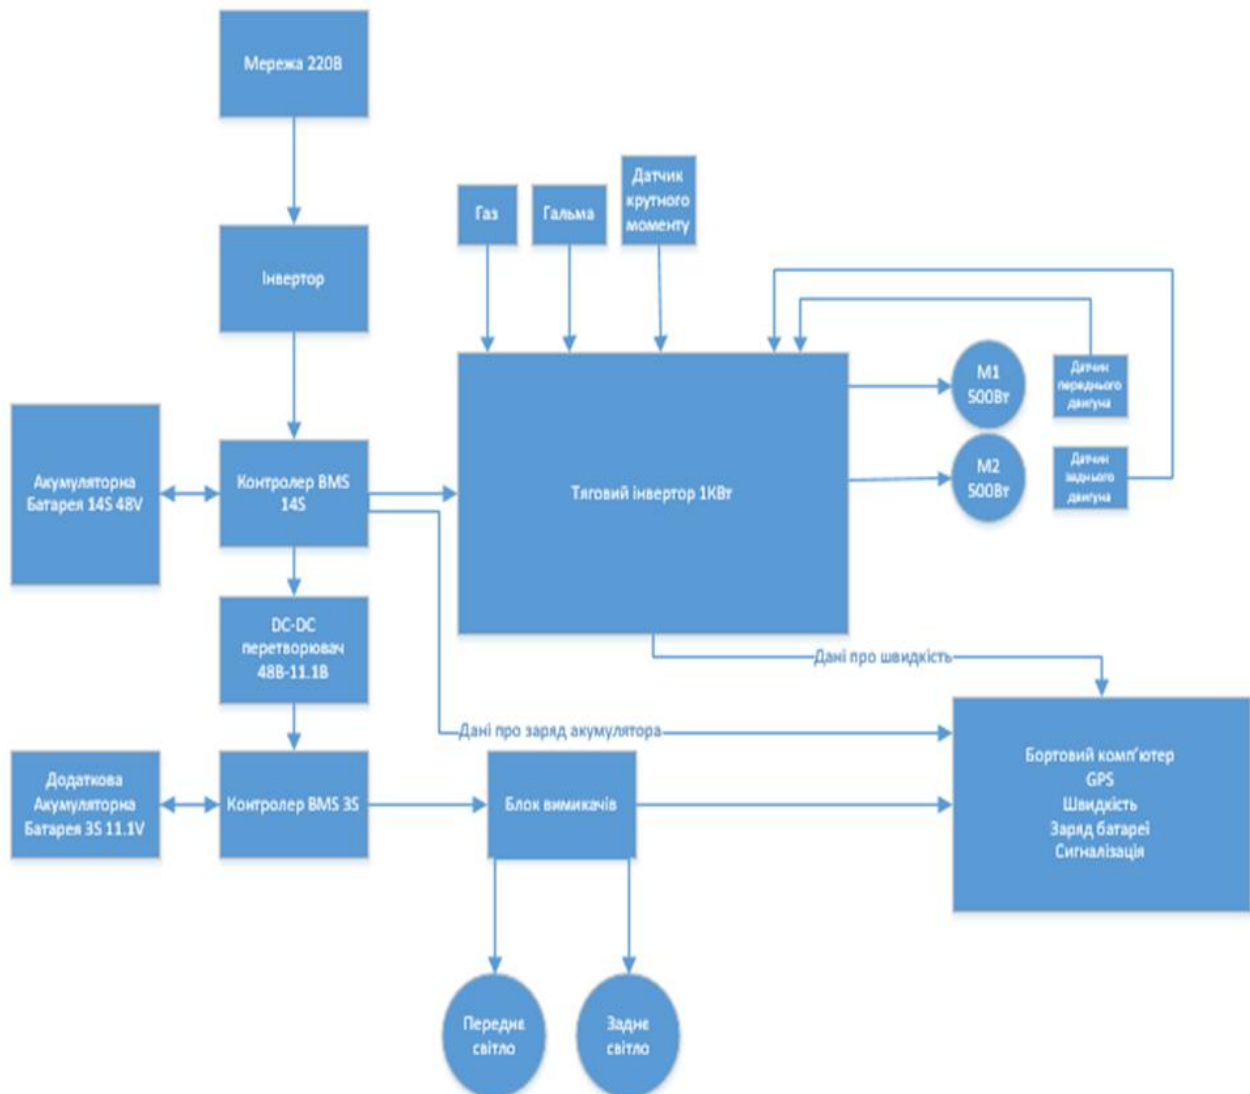 Мережа 220В
Інвертор
Газ
Гальма
Датчик
крутного
моменту
Акумуляторна
Батарея 14S 48V
Контролер BMS
14S
Тяговий інвертор 1КВт
М1
500Вт
Датчик
переднього
двигуна
М2
500Вт
Датчик
заднього
двигуна
DC-DC
перетворювач
48В-11.1В
Дані про швидкість
Дані про заряд акумулятора
Додаткова
Акумуляторна
Батарея 3S 11.1V
Контролер BMS 3S
Блок вимикачів
Бортовий комп'ютер
GPS
Швидкість
Заряд батареї
Сигналізація
Переднє
світло
Заднє
світло